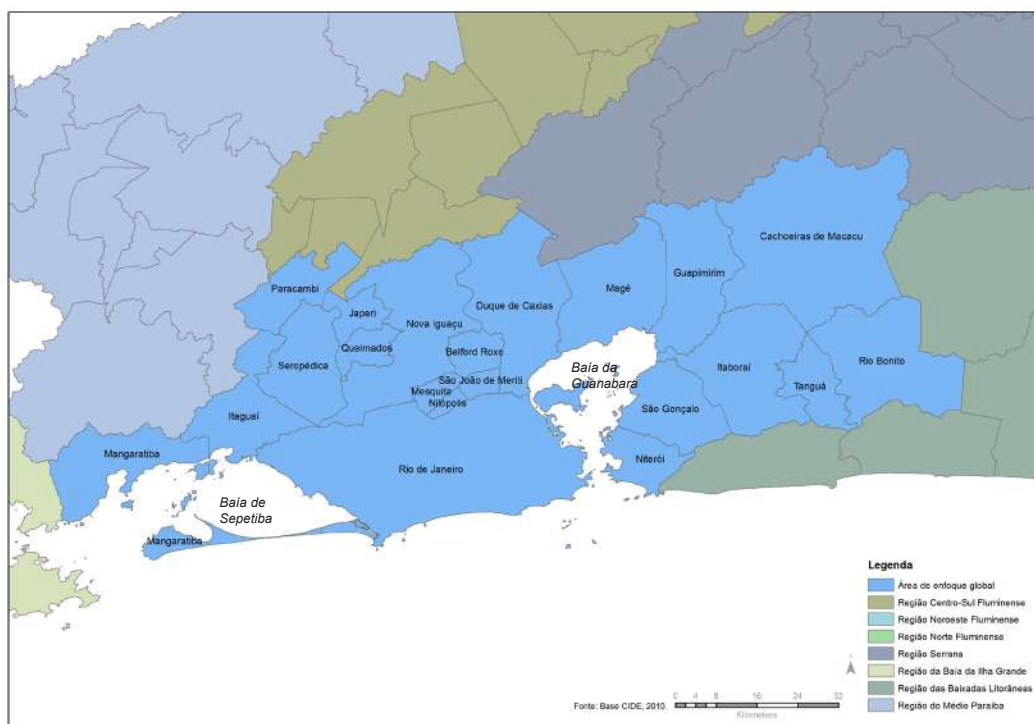 Cachoeiras de Macacu
Guapimirim
Magé
Paracambi
Duque de Caxias
Japeri
Nova Iguaçu
Queimados
Belford Roxo
Seropédica
Baía da
Guanabara
Itaboraí
Rio Bonito
Tanguá
São João de Meriti
Mesquita
Nilópolis
São Gonçalo
Itaguaí
Mangaratiba
Rio de Janeiro
Niterói
Baía de
Sepetiba
Mangaratiba
Legenda
Área de enfoque global
Região Centro-Sul Fluminense
Região Noroeste Fluminense
Região Norte Fluminense
Região Serrana
Região da Baía da Ilha Grande
Região das Baixadas Litorâneas
Região do Médio Paraíba
Fonte: Base CIDE, 2010.
0 4 8 16 24 32
Kilometers